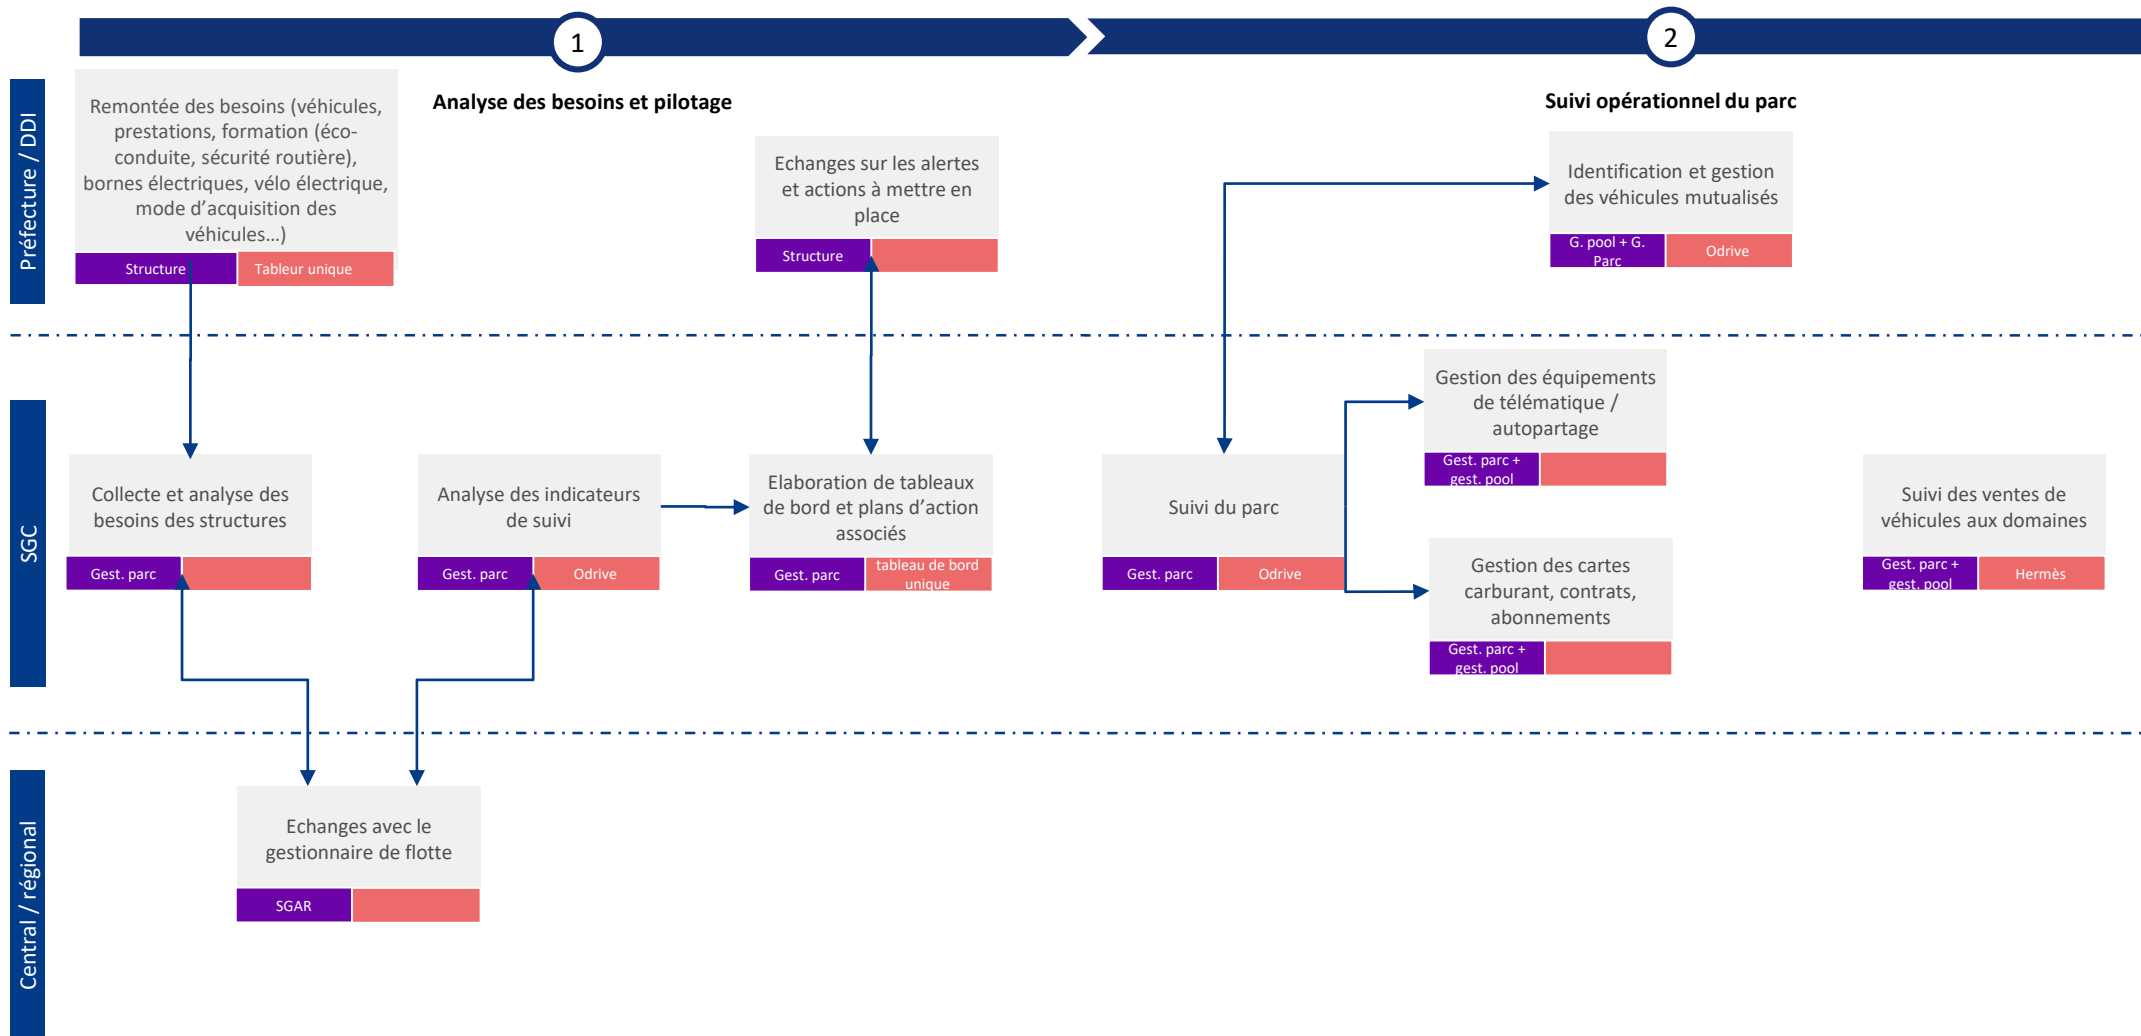 1
2
Analyse des besoins et pilotage
Suivi opérationnel du parc
Préfecture / DDI
Remontée des besoins (véhicules,
prestations, formation (éco-
conduite, sécurité routière),
bornes électriques, vélo électrique,
mode d’acquisition des
véhicules...)
Structure
Tableur unique
Echanges sur les alertes
et actions à mettre en
place
Structure
Identification et gestion
des véhicules mutualisés
G. pool + G.
Parc
Odrive
SGC
Collecte et analyse des
besoins des structures
Gest. parc
Analyse des indicateurs
de suivi
Gest. parc
Odrive
Elaboration de tableaux
de bord et plans d’action
associés
Gest. parc
tableau de bord
unique
Suivi du parc
Gest. parc
Odrive
Gestion des équipements
de télématique /
autopartage
Gest. parc +
gest. pool
Gestion des cartes
carburant, contrats,
abonnements
Gest. parc +
gest. pool
Suivi des ventes de
véhicules aux domaines
Gest. parc +
gest. pool
Hermès
Central / régional
Echanges avec le
gestionnaire de flotte
SGAR